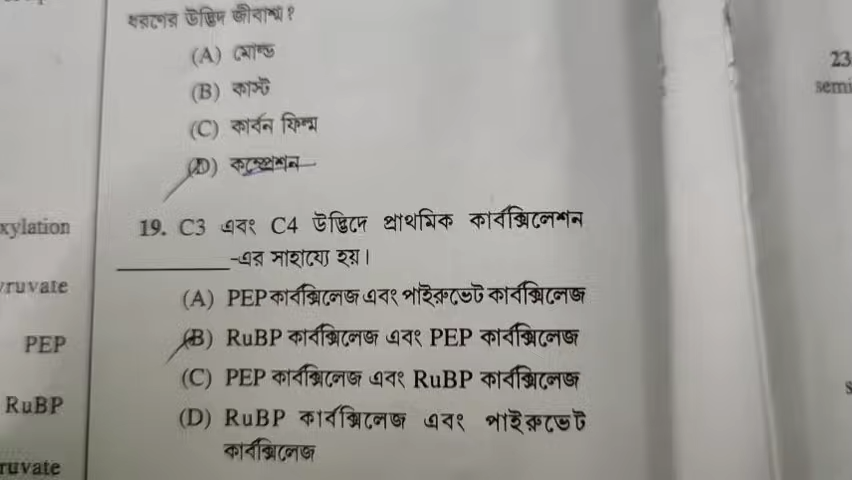 ধরনের উদ্ভিদ জীবাশ্ম?
(A) মোল্ড
(B) কাস্ট
(C) কার্বন ফিল্ম
(D) কম্প্রেশন
19. C3 এবং C4 উদ্ভিদে প্রাথমিক কার্বক্সিলেশন
__________-এর সাহায্যে হয়।
(A) PEP কার্বক্সিলেজ এবং পাইরুভেট কার্বক্সিলেজ
(B) RuBP কার্বক্সিলেজ এবং PEP কার্বক্সিলেজ
(C) PEP কার্বক্সিলেজ এবং RuBP কার্বক্সিলেজ
(D) RuBP কার্বক্সিলেজ এবং পাইরুভেট
কার্বক্সিলেজ
xylation
ruvate
PEP
RuBP
ruvate
23
semi